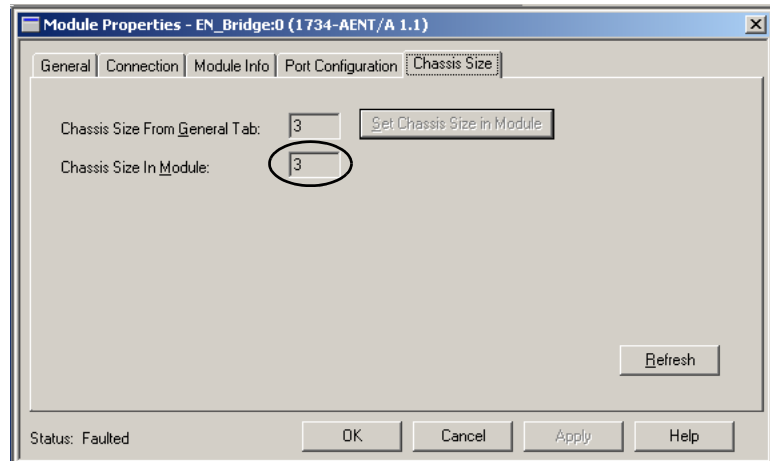 Module Properties - EN_Bridge:0 (1734-AENT/A 1.1)
General Connection Module Info Port Configuration Chassis Size
Chassis Size From General Tab: 3 Set Chassis Size in Module
Chassis Size In Module: 3
Refresh
Status: Faulted OK Cancel Apply Help